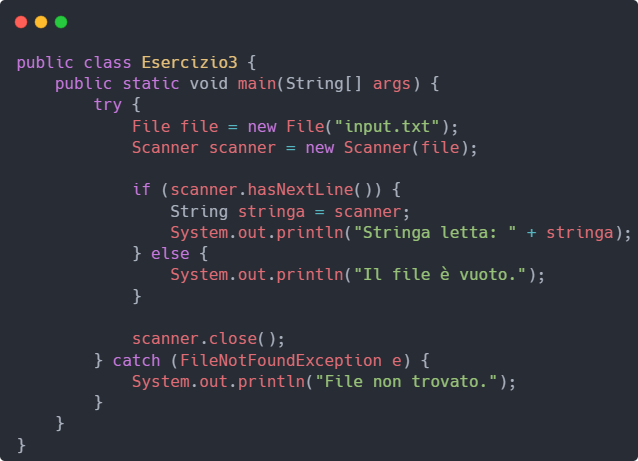 public class Esercizio3 {
    public static void main(String[] args) {
        try {
            File file = new File("input.txt");
            Scanner scanner = new Scanner(file);

            if (scanner.hasNextLine()) {
                String stringa = scanner;
                System.out.println("Stringa letta: " + stringa);
            } else {
                System.out.println("Il file è vuoto.");
            }

            scanner.close();
        } catch (FileNotFoundException e) {
            System.out.println("File non trovato.");
        }
    }
}